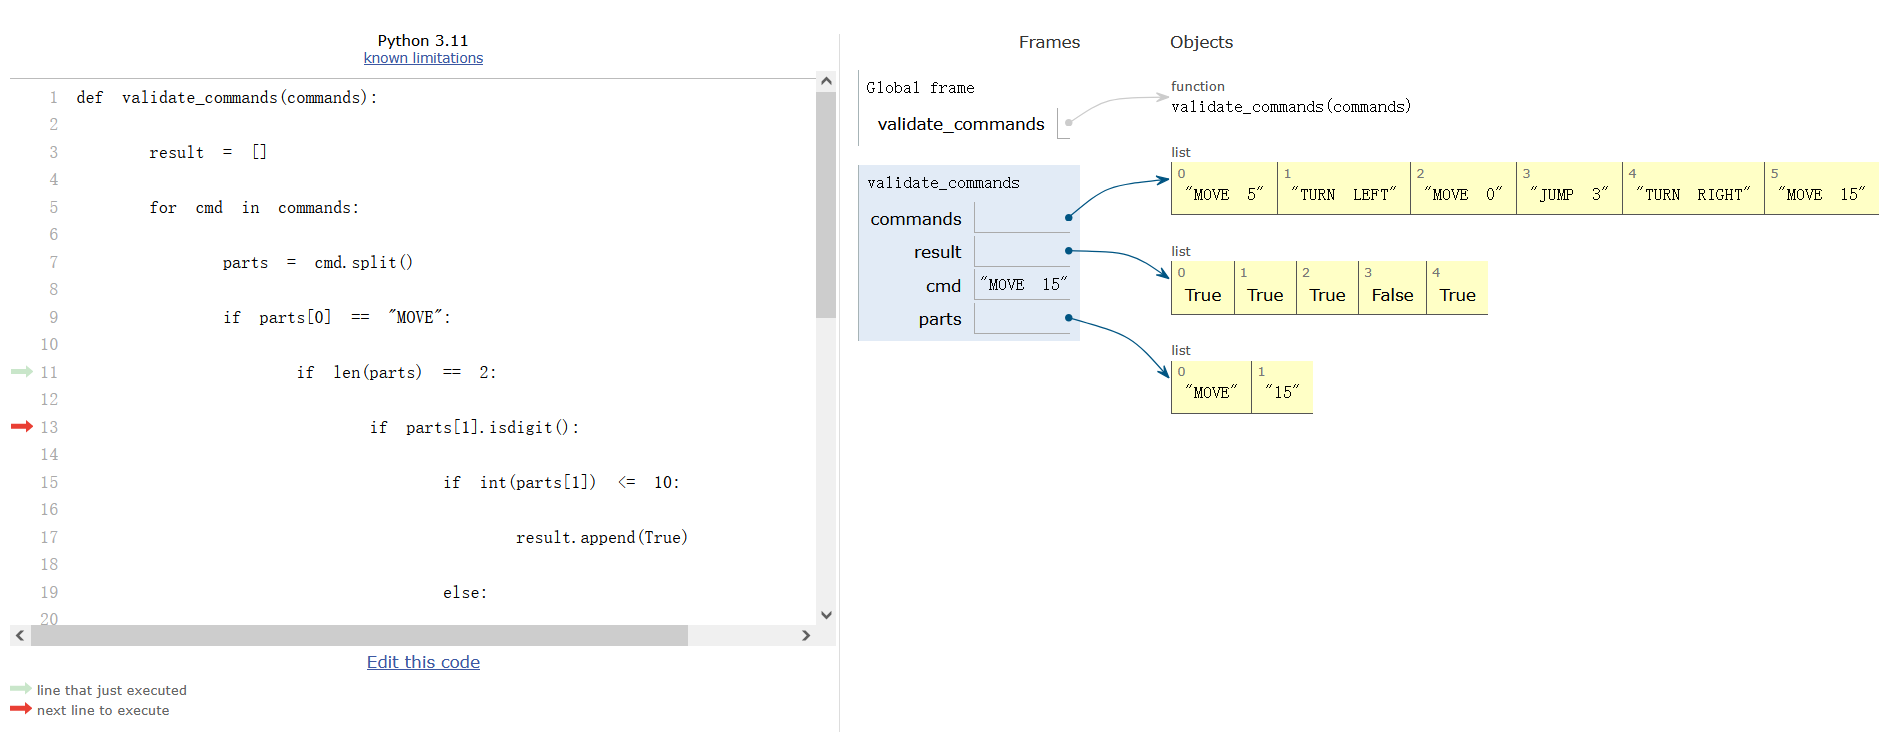 Python 3.11
known limitations
1 def validate_commands(commands):
2
3 result = []
4
5 for cmd in commands:
6
7 parts = cmd.split()
8
9 if parts[0] == "MOVE":
10
11 if len(parts) == 2:
12
13 if parts[1].isdigit():
14
15 if int(parts[1]) <= 10:
16
17 result.append(True)
18
19 else:
20
Edit this code
line that just executed
next line to execute
Frames Objects
Global frame
validate_commands
function
validate_commands(commands)
validate_commands
commands
result
cmd "MOVE 15"
parts
list
0 1 2 3 4 5
"MOVE 5" "TURN LEFT" "MOVE 0" "JUMP 3" "TURN RIGHT" "MOVE 15"
list
0 1 2 3 4
True True True False True
list
0 1
"MOVE" "15"